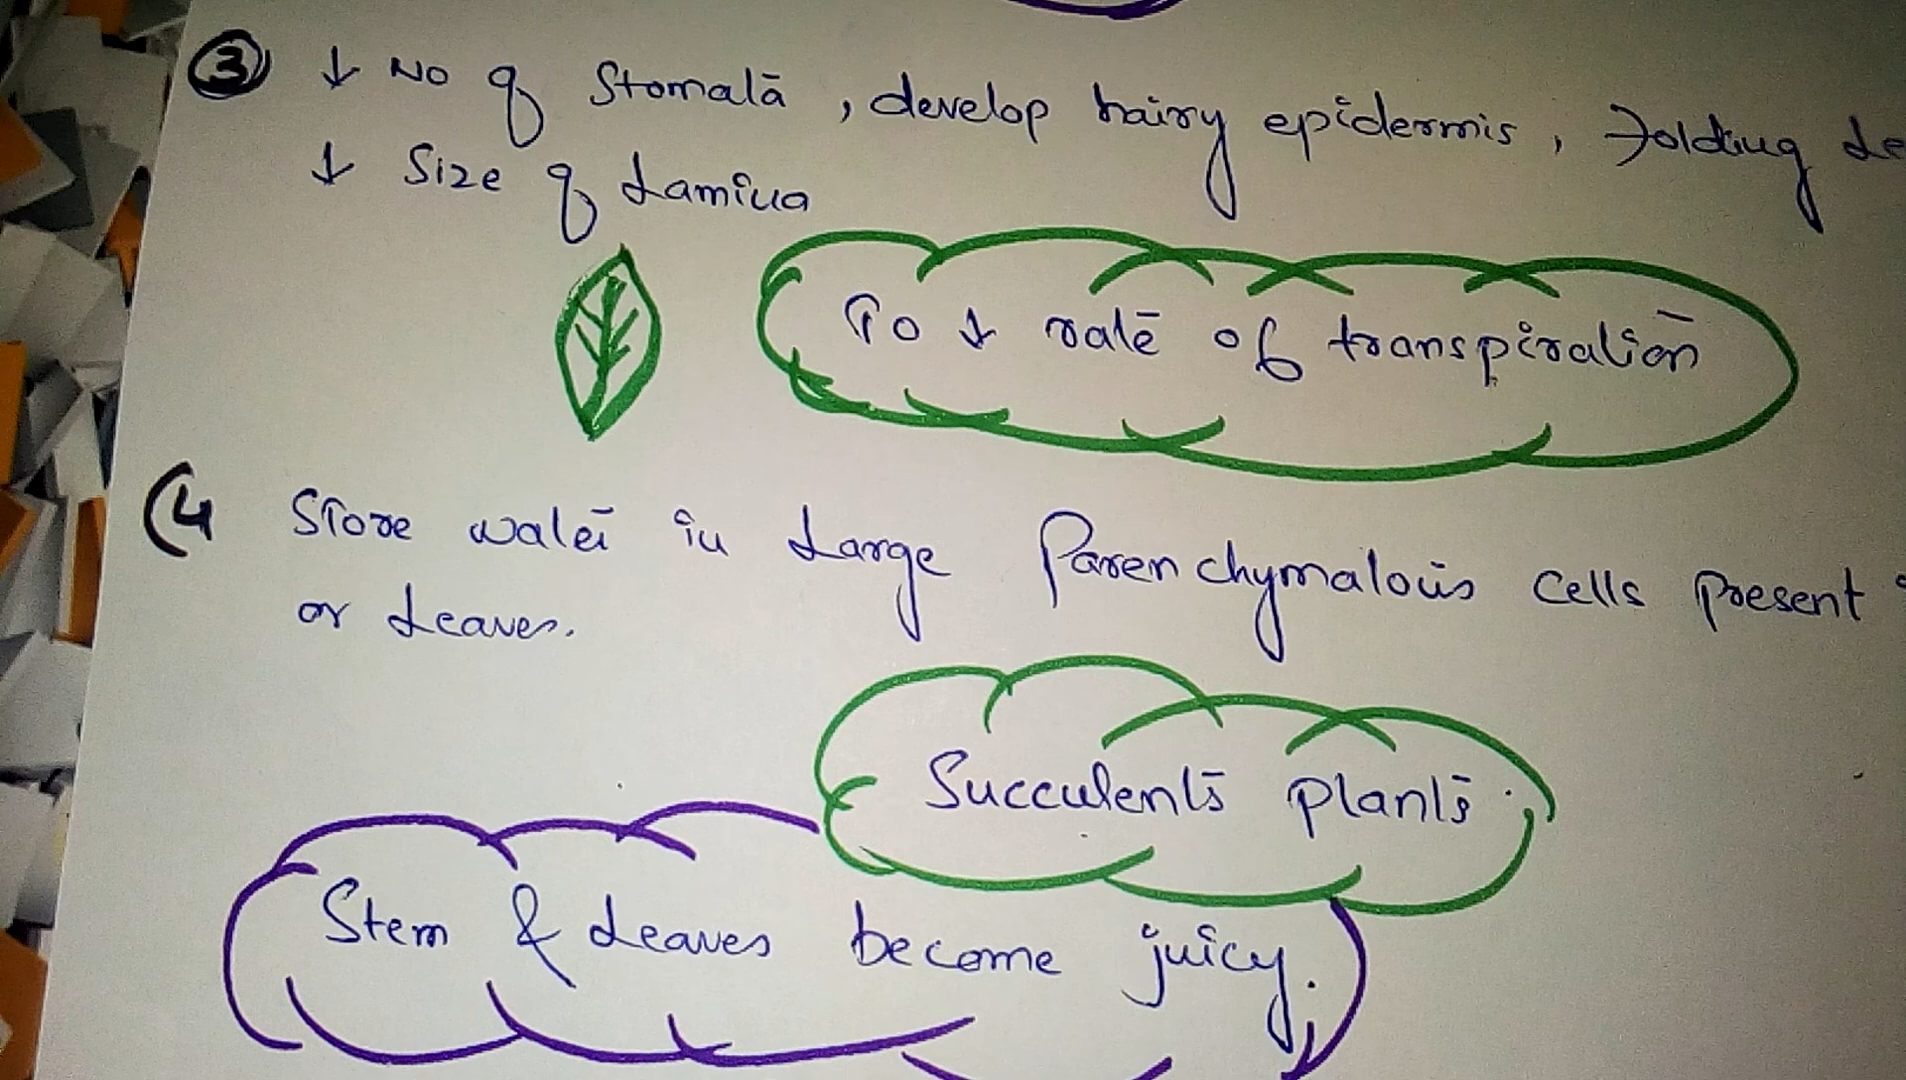 3 ↓ No of Stomata, develop hairy epidermis, Folding
↓ Size of Lamina
To ↓ rate of transpiration
(4 Store water in Large Parenchymatous cells present
or Leaves.
Succulents plants.
Stem & Leaves become juicy.